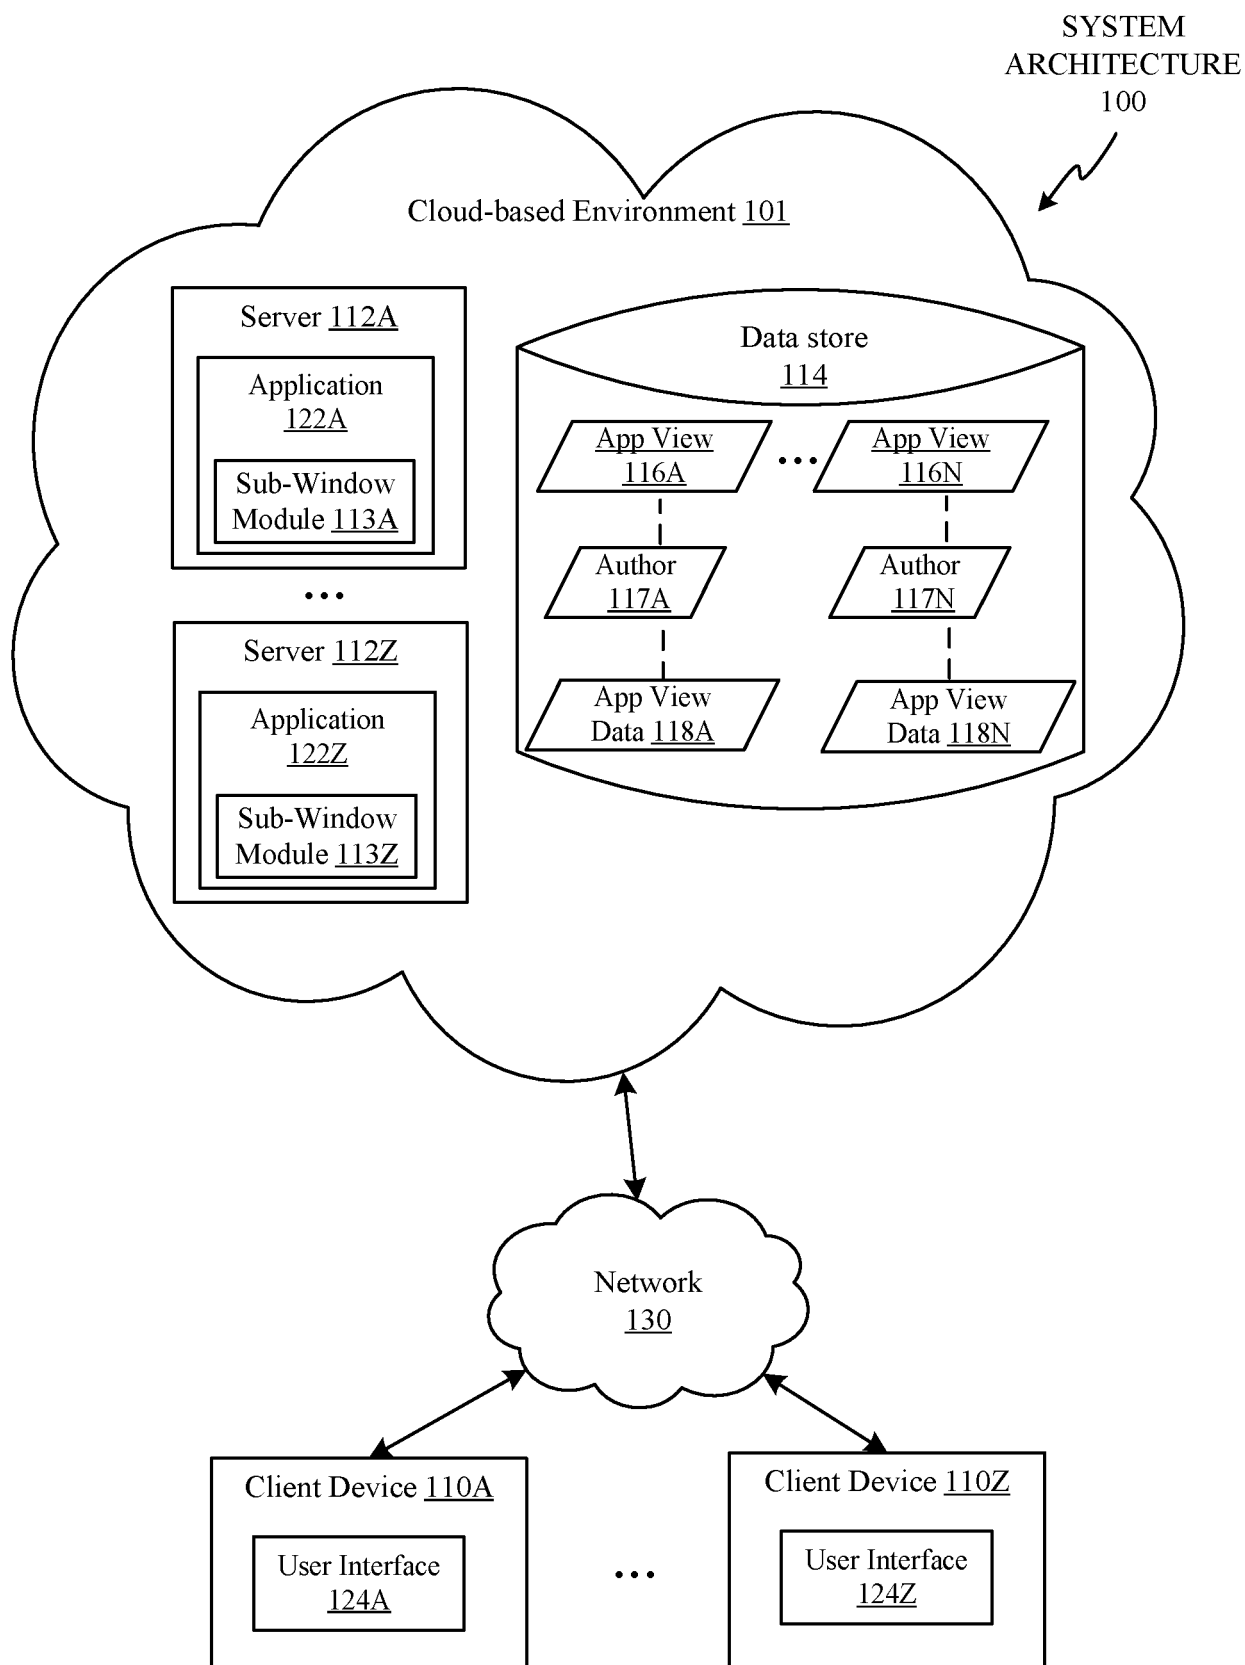 SYSTEM
ARCHITECTURE
100
Cloud-based Environment 101
Server 112A
Application
122A
Sub-Window
Module 113A
...
Server 112Z
Application
122Z
Sub-Window
Module 113Z
Data store
114
App View
116A
...
App View
116N
Author
117A
Author
117N
App View
Data 118A
App View
Data 118N
Network
130
Client Device 110A
User Interface
124A
...
Client Device 110Z
User Interface
124Z